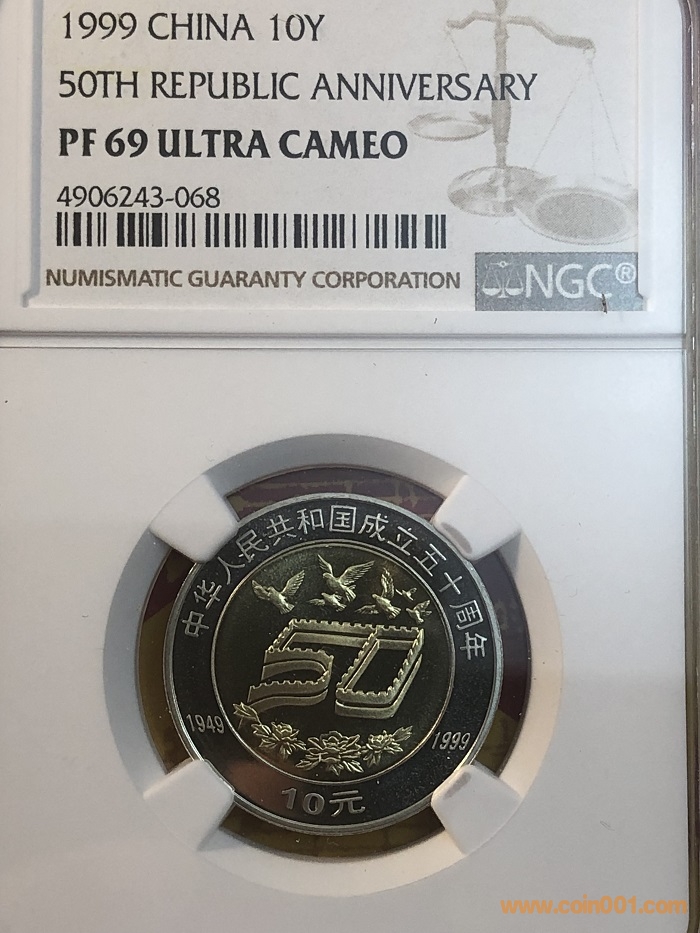 1999 CHINA 10Y
50TH REPUBLIC ANNIVERSARY
PF 69 ULTRA CAMEO
4906243-068
NUMISMATIC GUARANTY CORPORATION
NGC®
中华人民共和国成立五十周年
50
1949
1999
10元
www.coin001.com